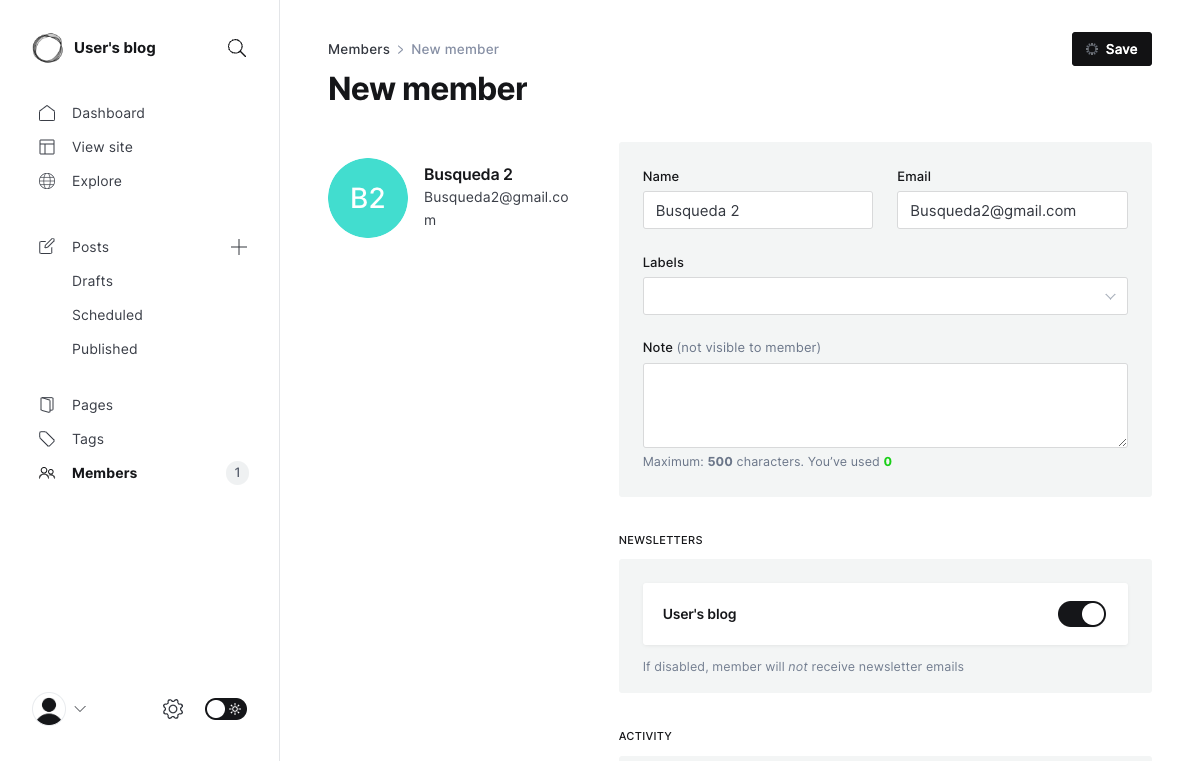 User's blog
Dashboard
View site
Explore
Posts
Drafts
Scheduled
Published
Pages
Tags
Members 1
Members > New member
Save
New member
B2
Busqueda 2
Busqueda2@gmail.co
m
Name Email
Busqueda 2 Busqueda2@gmail.com
Labels
Note (not visible to member)
Maximum: 500 characters. You’ve used 0
NEWSLETTERS
User's blog
If disabled, member will not receive newsletter emails
ACTIVITY